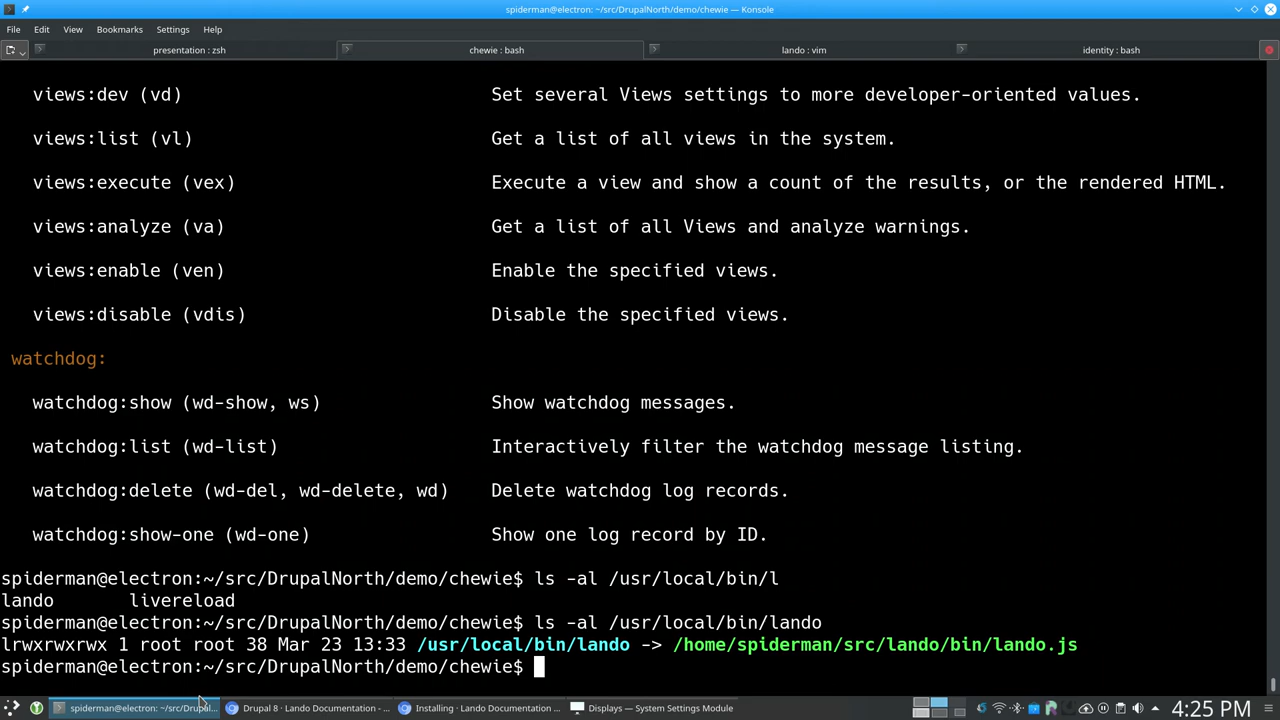 spiderman@electron: ~/src/DrupalNorth/demo/chewie — Konsole
File Edit View Bookmarks Settings Help
presentation : zsh chewie : bash lando : vim identity : bash
views:dev (vd) Set several Views settings to more developer-oriented values.
views:list (vl) Get a list of all views in the system.
views:execute (vex) Execute a view and show a count of the results, or the rendered HTML.
views:analyze (va) Get a list of all Views and analyze warnings.
views:enable (ven) Enable the specified views.
views:disable (vdis) Disable the specified views.
watchdog:
watchdog:show (wd-show, ws) Show watchdog messages.
watchdog:list (wd-list) Interactively filter the watchdog message listing.
watchdog:delete (wd-del, wd-delete, wd) Delete watchdog log records.
watchdog:show-one (wd-one) Show one log record by ID.
spiderman@electron:~/src/DrupalNorth/demo/chewie$ ls -al /usr/local/bin/l
lando livereload
spiderman@electron:~/src/DrupalNorth/demo/chewie$ ls -al /usr/local/bin/lando
lrwxrwxrwx 1 root root 38 Mar 23 13:33 /usr/local/bin/lando -> /home/spiderman/src/lando/bin/lando.js
spiderman@electron:~/src/DrupalNorth/demo/chewie$
spiderman@electron: ~/src/Drupal... Drupal 8 · Lando Documentation - ... Installing · Lando Documentation ... Displays — System Settings Module 4:25 PM